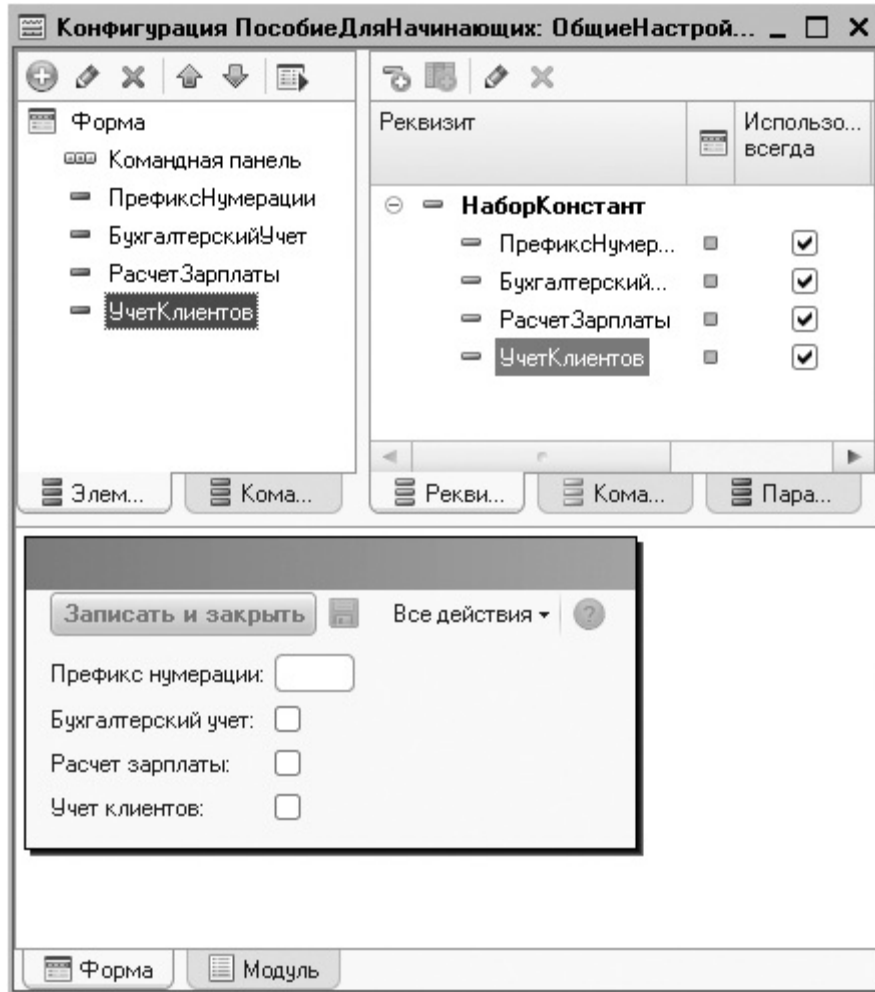 Конфигурация ПособиеДляНачинающих: ОбщиеНастрой...
Форма
Командная панель
ПрефиксНумерации
БухгалтерскийУчет
РасчетЗарплаты
УчетКлиентов
Элем...
Кома...
Реквизит
Использо...
всегда
НаборКонстант
ПрефиксНумер...
Бухгалтерский...
РасчетЗарплаты
УчетКлиентов
Рекви...
Кома...
Пара...
Записать и закрыть
Все действия
?
Префикс нумерации:
Бухгалтерский учет:
Расчет зарплаты:
Учет клиентов:
Форма
Модуль